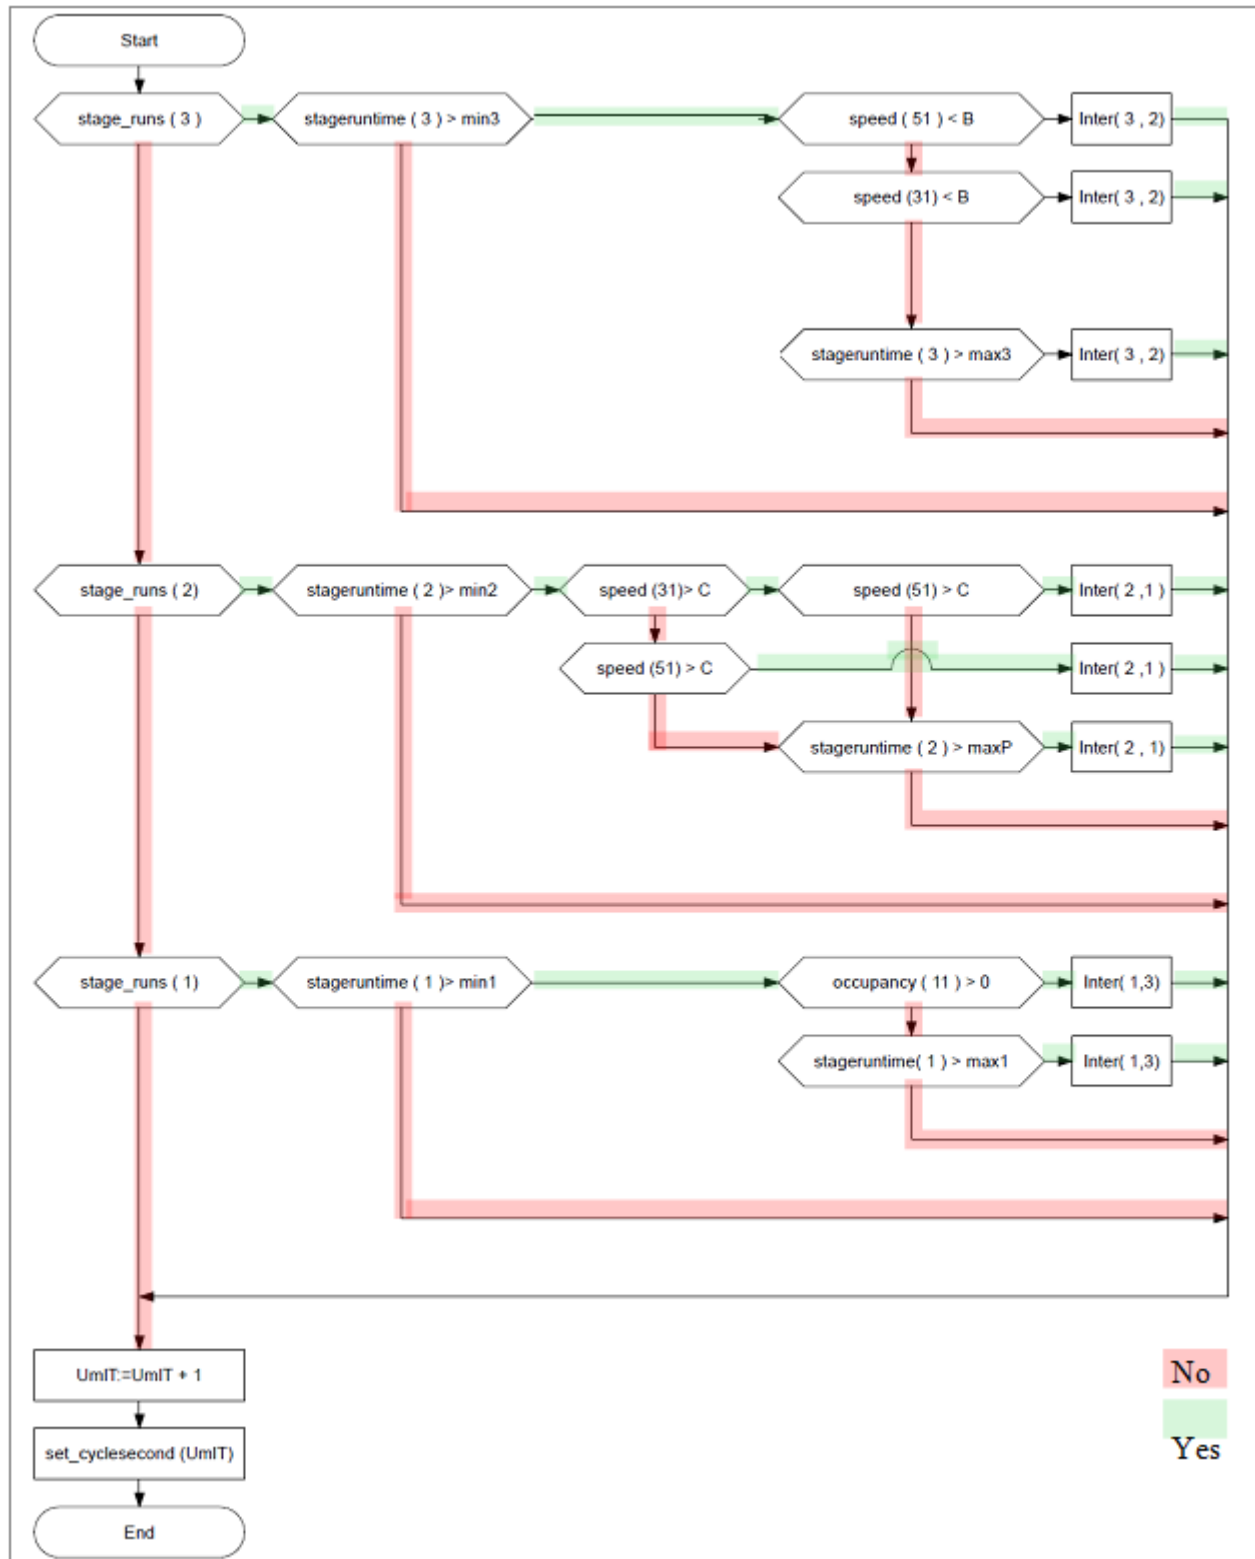 Start
stage_runs ( 3 )
stageruntime ( 3 ) > min3
speed ( 51 ) < B
Inter( 3 , 2)
speed (31) < B
Inter( 3 , 2)
stageruntime ( 3 ) > max3
Inter( 3 , 2)
stage_runs ( 2)
stageruntime ( 2 )> min2
speed (31)> C
speed (51) > C
Inter( 2 ,1 )
speed (51) > C
Inter( 2 ,1 )
stageruntime ( 2 ) > maxP
Inter( 2 , 1)
stage_runs ( 1)
stageruntime ( 1 )> min1
occupancy ( 11 ) > 0
Inter( 1,3)
stageruntime( 1 ) > max1
Inter( 1,3)
UmIT:=UmIT + 1
No
set_cyclesecond (UmIT)
Yes
End